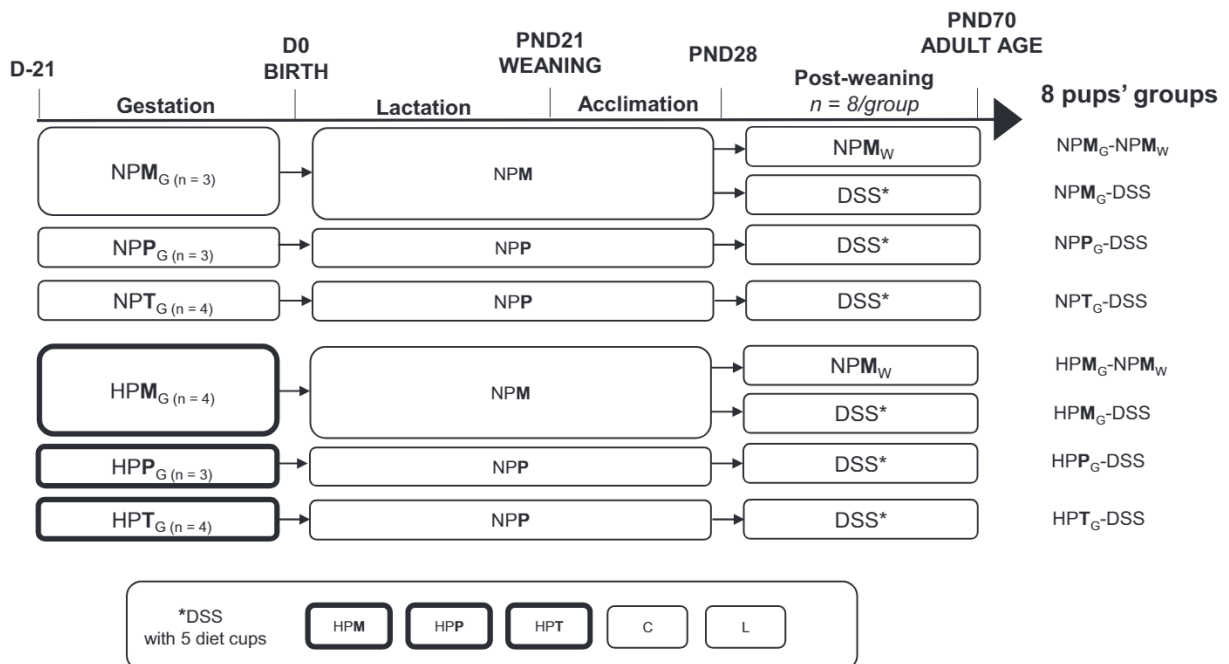 D-21
D0
BIRTH
PND21
WEANING
PND28
PND70
ADULT AGE
Gestation
Lactation
Acclimation
Post-weaning
n = 8/group
8 pups' groups
NPMG (n = 3)
NPM
NPMW
NPMG-NPMW
DSS*
NPMG-DSS
NPPG (n = 3)
NPP
DSS*
NPPG-DSS
NPTG (n = 4)
NPP
DSS*
NPTG-DSS
HPMG (n = 4)
NPM
NPMW
HPMG-NPMW
DSS*
HPMG-DSS
HPPG (n = 3)
NPP
DSS*
HPPG-DSS
HPTG (n = 4)
NPP
DSS*
HPTG-DSS
*DSS
with 5 diet cups
HPM
HPP
HPT
C
L